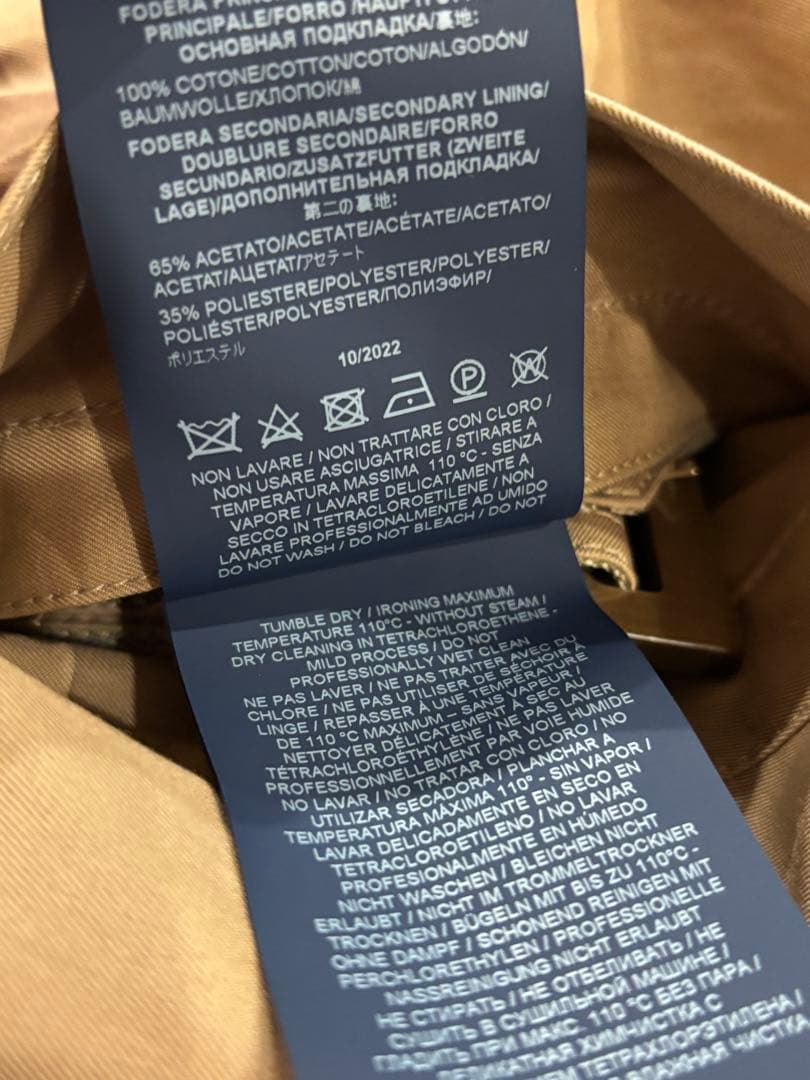 FODERA
PRINCIPALE/FORRO /
ОСНОВНАЯ ПОДКЛАДКА/裏地:
100% COTONE/COTTON/COTON/ALGODÓN/
BAUMWOLLE/ХЛОПОК/綿
FODERA SECONDARIA/SECONDARY LINING/
DOUBLURE SECONDAIRE/FORRO
SECUNDARIO/ZUSATZFUTTER (ZWEITE
LAGE)/ДОПОЛНИТЕЛЬНАЯ ПОДКЛАДКА/
第二の裏地:
65% ACETATO/ACETATE/ACÉTATE/ACETATO/
ACETAT/АЦЕТАТ/アセテート
35% POLIESTERE/POLYESTER/POLYESTER/
POLIÉSTER/POLYESTER/ПОЛИЭФИР/
ポリエステル
10/2022
P
W
NON LAVARE / NON TRATTARE CON CLORO /
NON USARE ASCIUGATRICE / STIRARE A
TEMPERATURA MASSIMA 110 °C - SENZA
VAPORE / LAVARE DELICATAMENTE A
SECCO IN TETRACLOROETILENE / NON
LAVARE PROFESSIONALMENTE AD UMIDO
DO NOT WASH / DO NOT BLEACH / DO NOT
TUMBLE DRY / IRONING MAXIMUM
TEMPERATURE 110°C - WITHOUT STEAM /
DRY CLEANING IN TETRACHLOROETHENE -
MILD PROCESS / DO NOT
PROFESSIONALLY WET CLEAN
NE PAS LAVER / NE PAS TRAITER AVEC DU
CHLORE / NE PAS UTILISER DE SÉCHOIR À
LINGE / REPASSER À UNE TEMPÉRATURE
DE 110 °C MAXIMUM – SANS VAPEUR /
NETTOYER DÉLICATEMENT À SEC AU
TÉTRACHLOROÉTHYLÈNE / NE PAS LAVER
PROFESSIONNELLEMENT PAR VOIE HUMIDE
NO LAVAR / NO TRATAR CON CLORO / NO
UTILIZAR SECADORA / PLANCHAR A
TEMPERATURA MÁXIMA 110° - SIN VAPOR /
LAVAR DELICADAMENTE EN SECO EN
TETRACLOROETILENO / NO LAVAR
PROFESIONALMENTE EN HÚMEDO
NICHT WASCHEN / BLEICHEN NICHT
ERLAUBT / NICHT IM TROMMELTROCKNER
TROCKNEN / BÜGELN MIT BIS ZU 110°C -
OHNE DAMPF / SCHONEND REINIGEN MIT
PERCHLORETHYLEN / PROFESSIONELLE
NASSREINIGUNG NICHT ERLAUBT
НЕ СТИРАТЬ / НЕ ОТБЕЛИВАТЬ / НЕ
СУШИТЬ В СУШИЛЬНОЙ МАШИНЕ /
ГЛАДИТЬ ПРИ МАКС. 110 °C БЕЗ ПАРА /
ХИМЧИСТКА С
ТЕТРАХЛОРЭТИЛЕНА /
ЧИСТКА